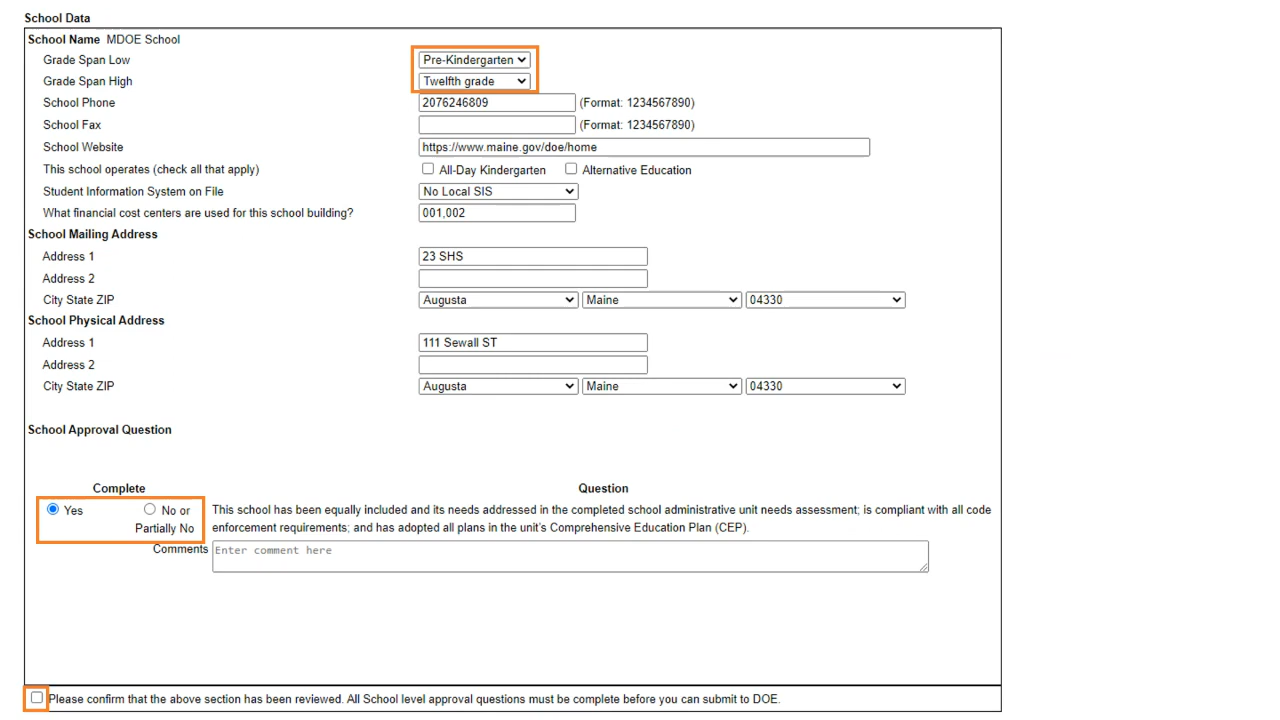 School Data
School Name MDOE School
Grade Span Low Pre-Kindergarten
Grade Span High Twelfth grade
School Phone 2076246809 (Format: 1234567890)
School Fax (Format: 1234567890)
School Website https://www.maine.gov/doe/home
This school operates (check all that apply) All-Day Kindergarten Alternative Education
Student Information System on File No Local SIS
What financial cost centers are used for this school building? 001,002
School Mailing Address
Address 1 23 SHS
Address 2
City State ZIP Augusta Maine 04330
School Physical Address
Address 1 111 Sewall ST
Address 2
City State ZIP Augusta Maine 04330
School Approval Question
Complete Question
Yes No or This school has been equally included and its needs addressed in the completed school administrative unit needs assessment; is compliant with all code
Partially No enforcement requirements; and has adopted all plans in the unit's Comprehensive Education Plan (CEP).
Comments Enter comment here
Please confirm that the above section has been reviewed. All School level approval questions must be complete before you can submit to DOE.